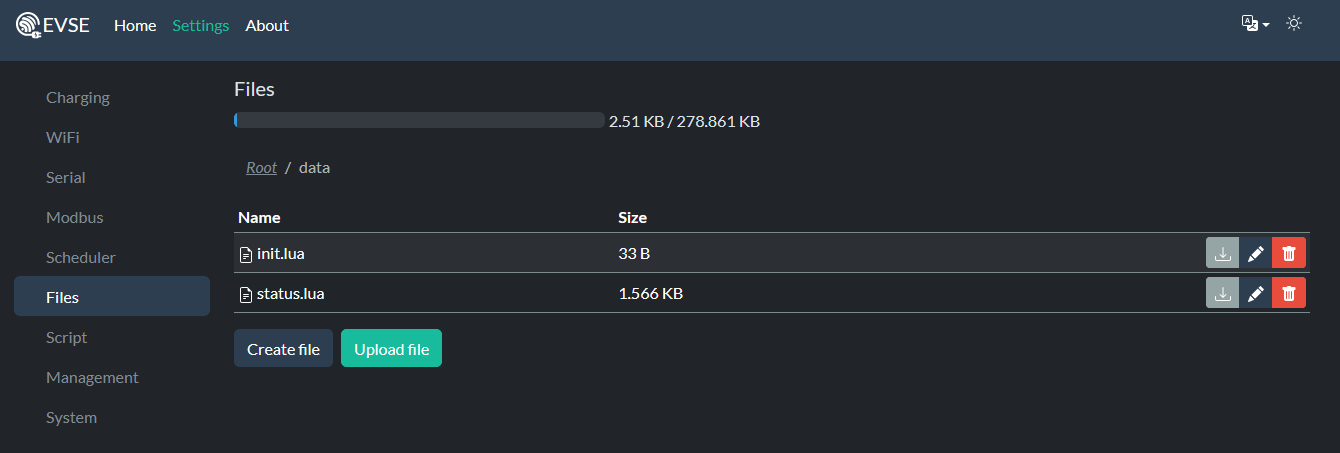 EVSE Home Settings About
Charging
WiFi
Serial
Modbus
Scheduler
Files
Script
Management
System
Files
2.51 KB / 278.861 KB
Root / data
Name Size
init.lua 33 B
status.lua 1.566 KB
Create file Upload file